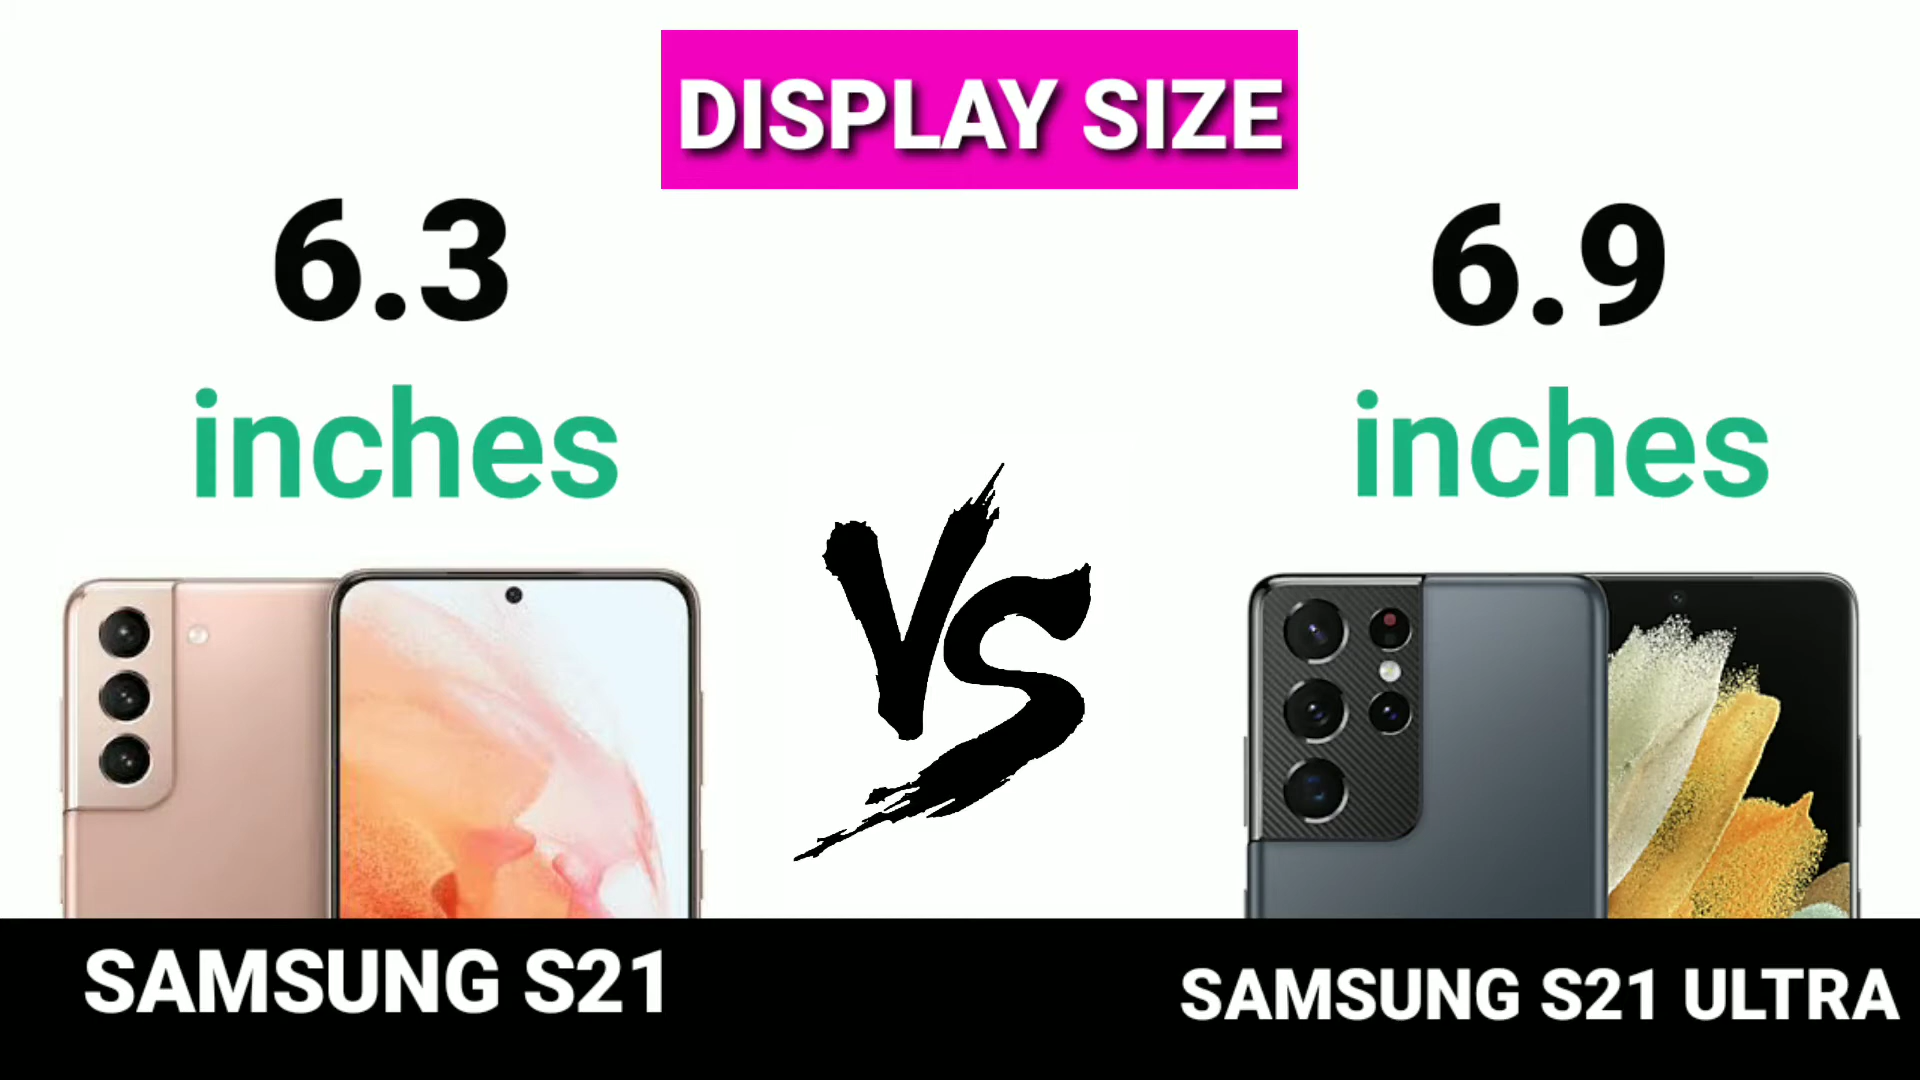 DISPLAY SIZE
6.3
inches
6.9
inches
VS
SAMSUNG S21
SAMSUNG S21 ULTRA